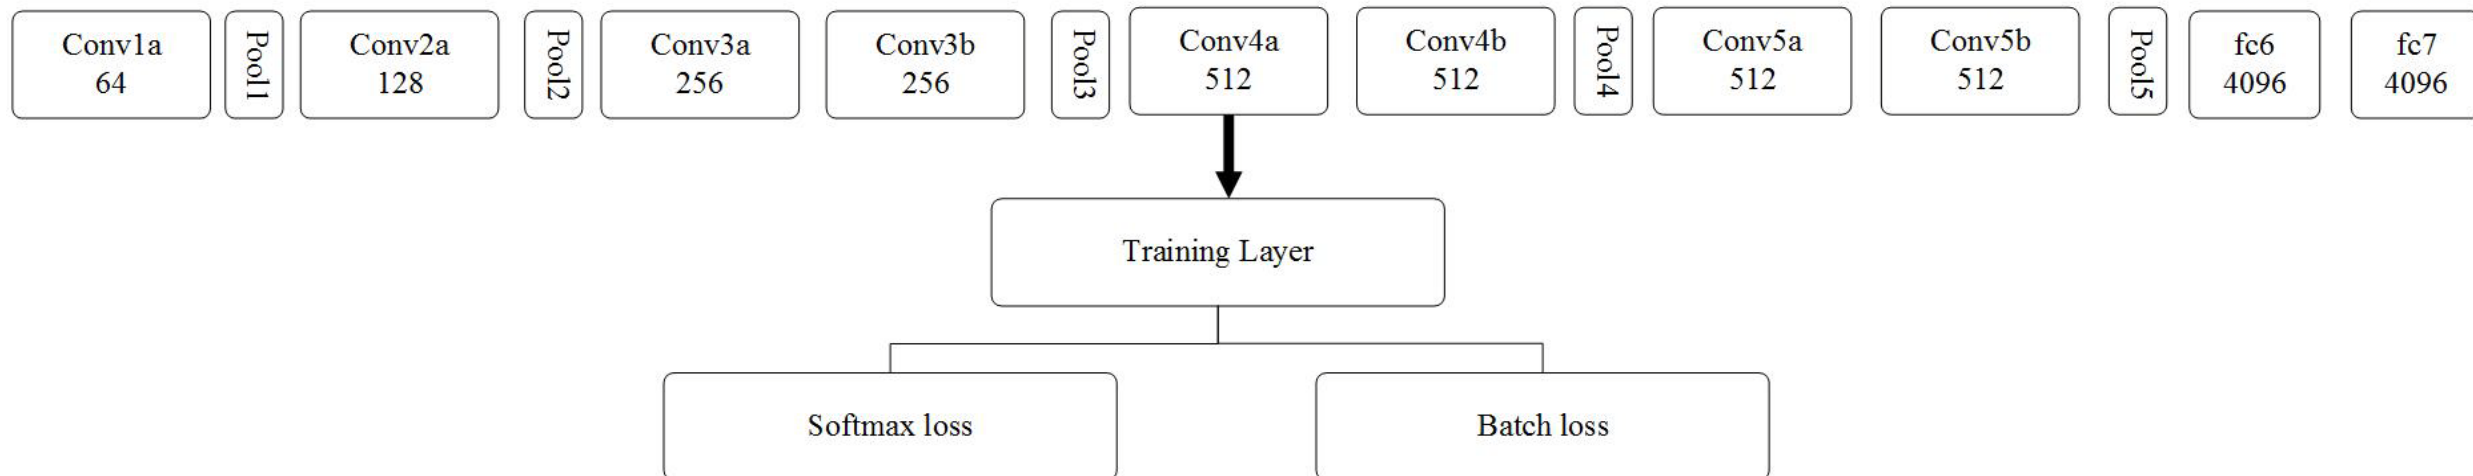 Conv1a
64
Pool1
Conv2a
128
Pool2
Conv3a
256
Conv3b
256
Pool3
Conv4a
512
Conv4b
512
Pool4
Conv5a
512
Conv5b
512
Pool5
fc6
4096
fc7
4096
Training Layer
Softmax loss
Batch loss